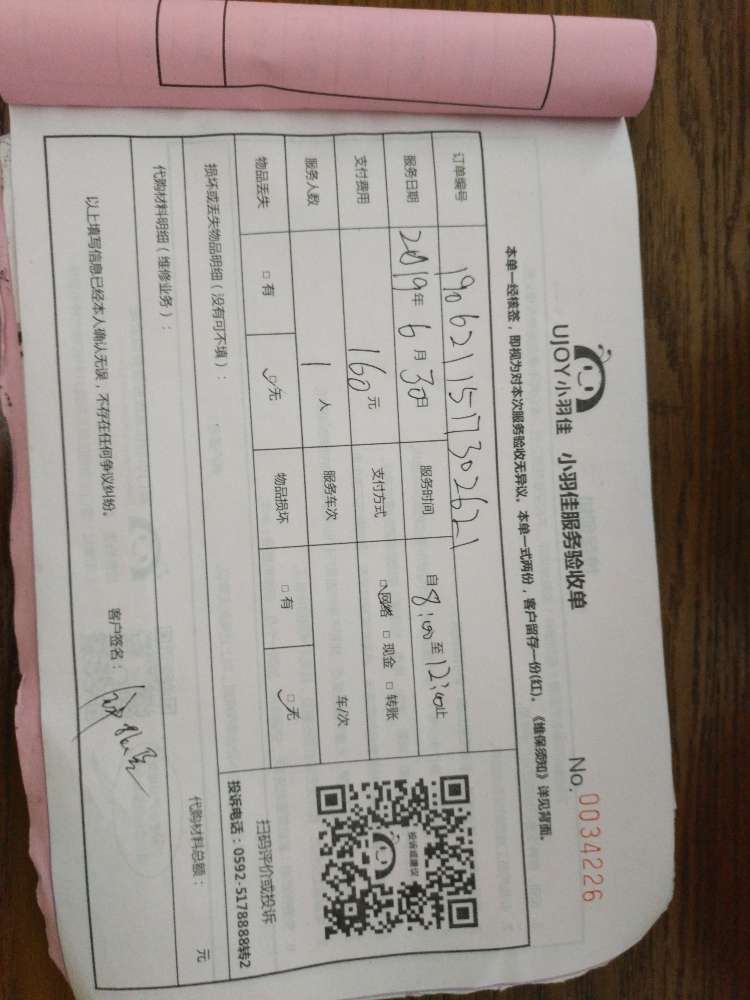 UJOY小羽佳 小羽佳服务验收单
No. 0034226
本单一经核签，即视为对本次服务验收无异议。本单一式两份，客户留存一份(红)。《维保须知》详见背面。
订单编号 1906211517302621
服务日期 2019年6月30日 服务时间 自8:00至12:00止
支付费用 160元 支付方式 □网络 □现金 □转账
服务人数 1人 服务车次 车/次
物品丢失 □有 □无 物品损坏 □有 □无
投诉或建议
扫码评价或投诉
投诉电话：0592-5178888转2
损坏或丢失物品明细（没有可不填）：
代购材料明细（维修业务）：
代购材料总额： 元
以上填写信息已经本人确认无误，不存在任何争议纠纷。 客户签名：